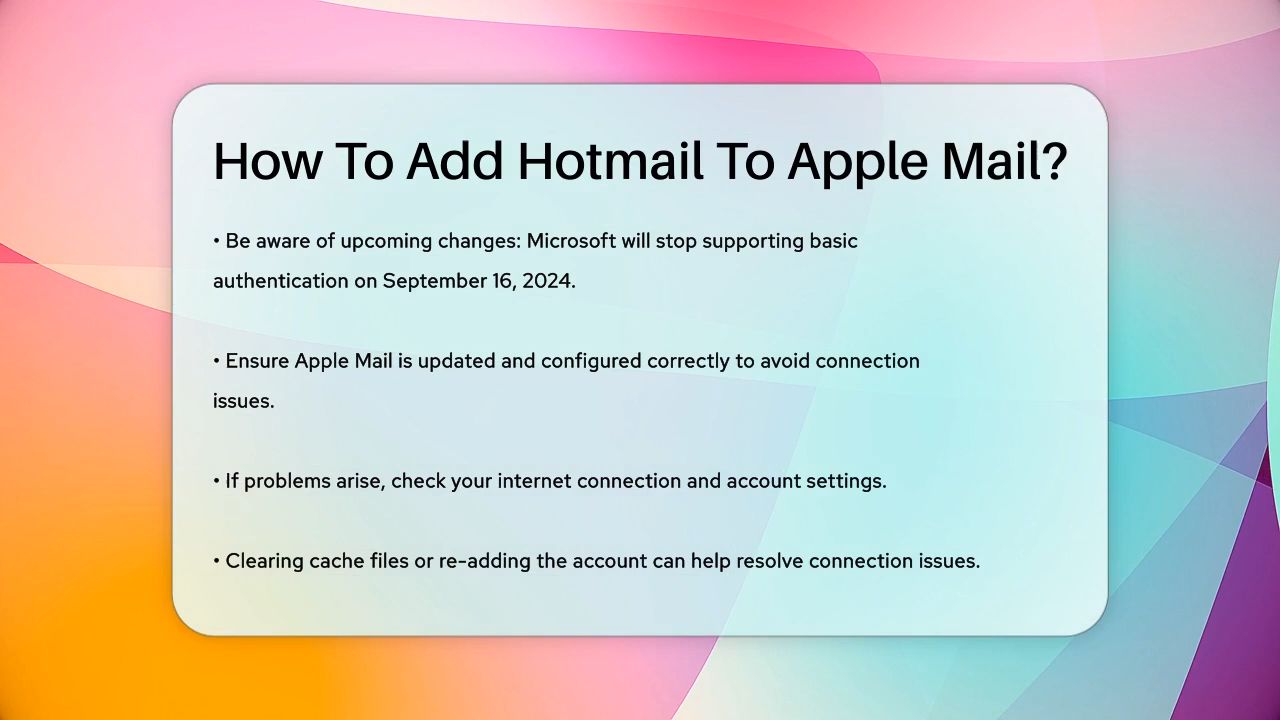 How To Add Hotmail To Apple Mail?
• Be aware of upcoming changes: Microsoft will stop supporting basic
authentication on September 16, 2024.
• Ensure Apple Mail is updated and configured correctly to avoid connection
issues.
• If problems arise, check your internet connection and account settings.
• Clearing cache files or re-adding the account can help resolve connection issues.